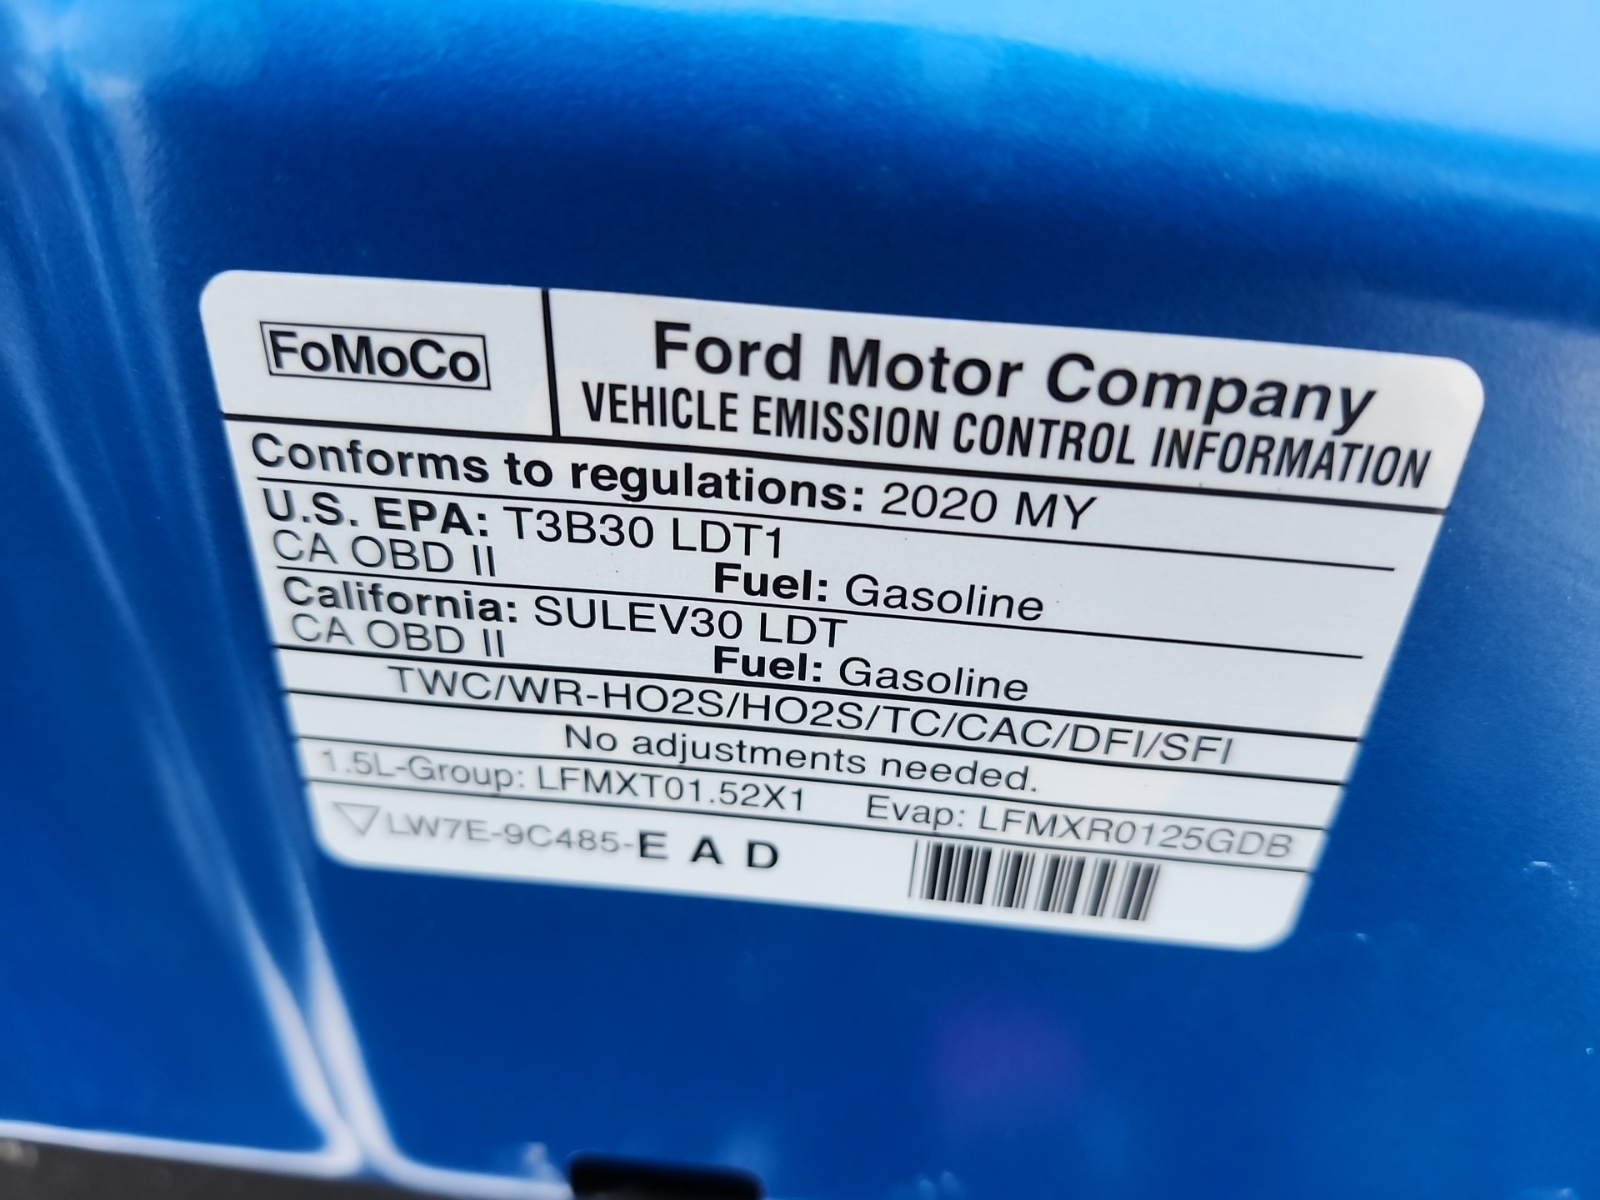 FoMoCo
Ford Motor Company
VEHICLE EMISSION CONTROL INFORMATION
Conforms to regulations: 2020 MY
U.S. EPA: T3B30 LDT1
CA OBD II Fuel: Gasoline
California: SULEV30 LDT
CA OBD II Fuel: Gasoline
TWC/WR-HO2S/HO2S/TC/CAC/DFI/SFI
No adjustments needed.
1.5L-Group: LFMXT01.52X1 Evap: LFMXR0125GDB
LW7E-9C485-E A D